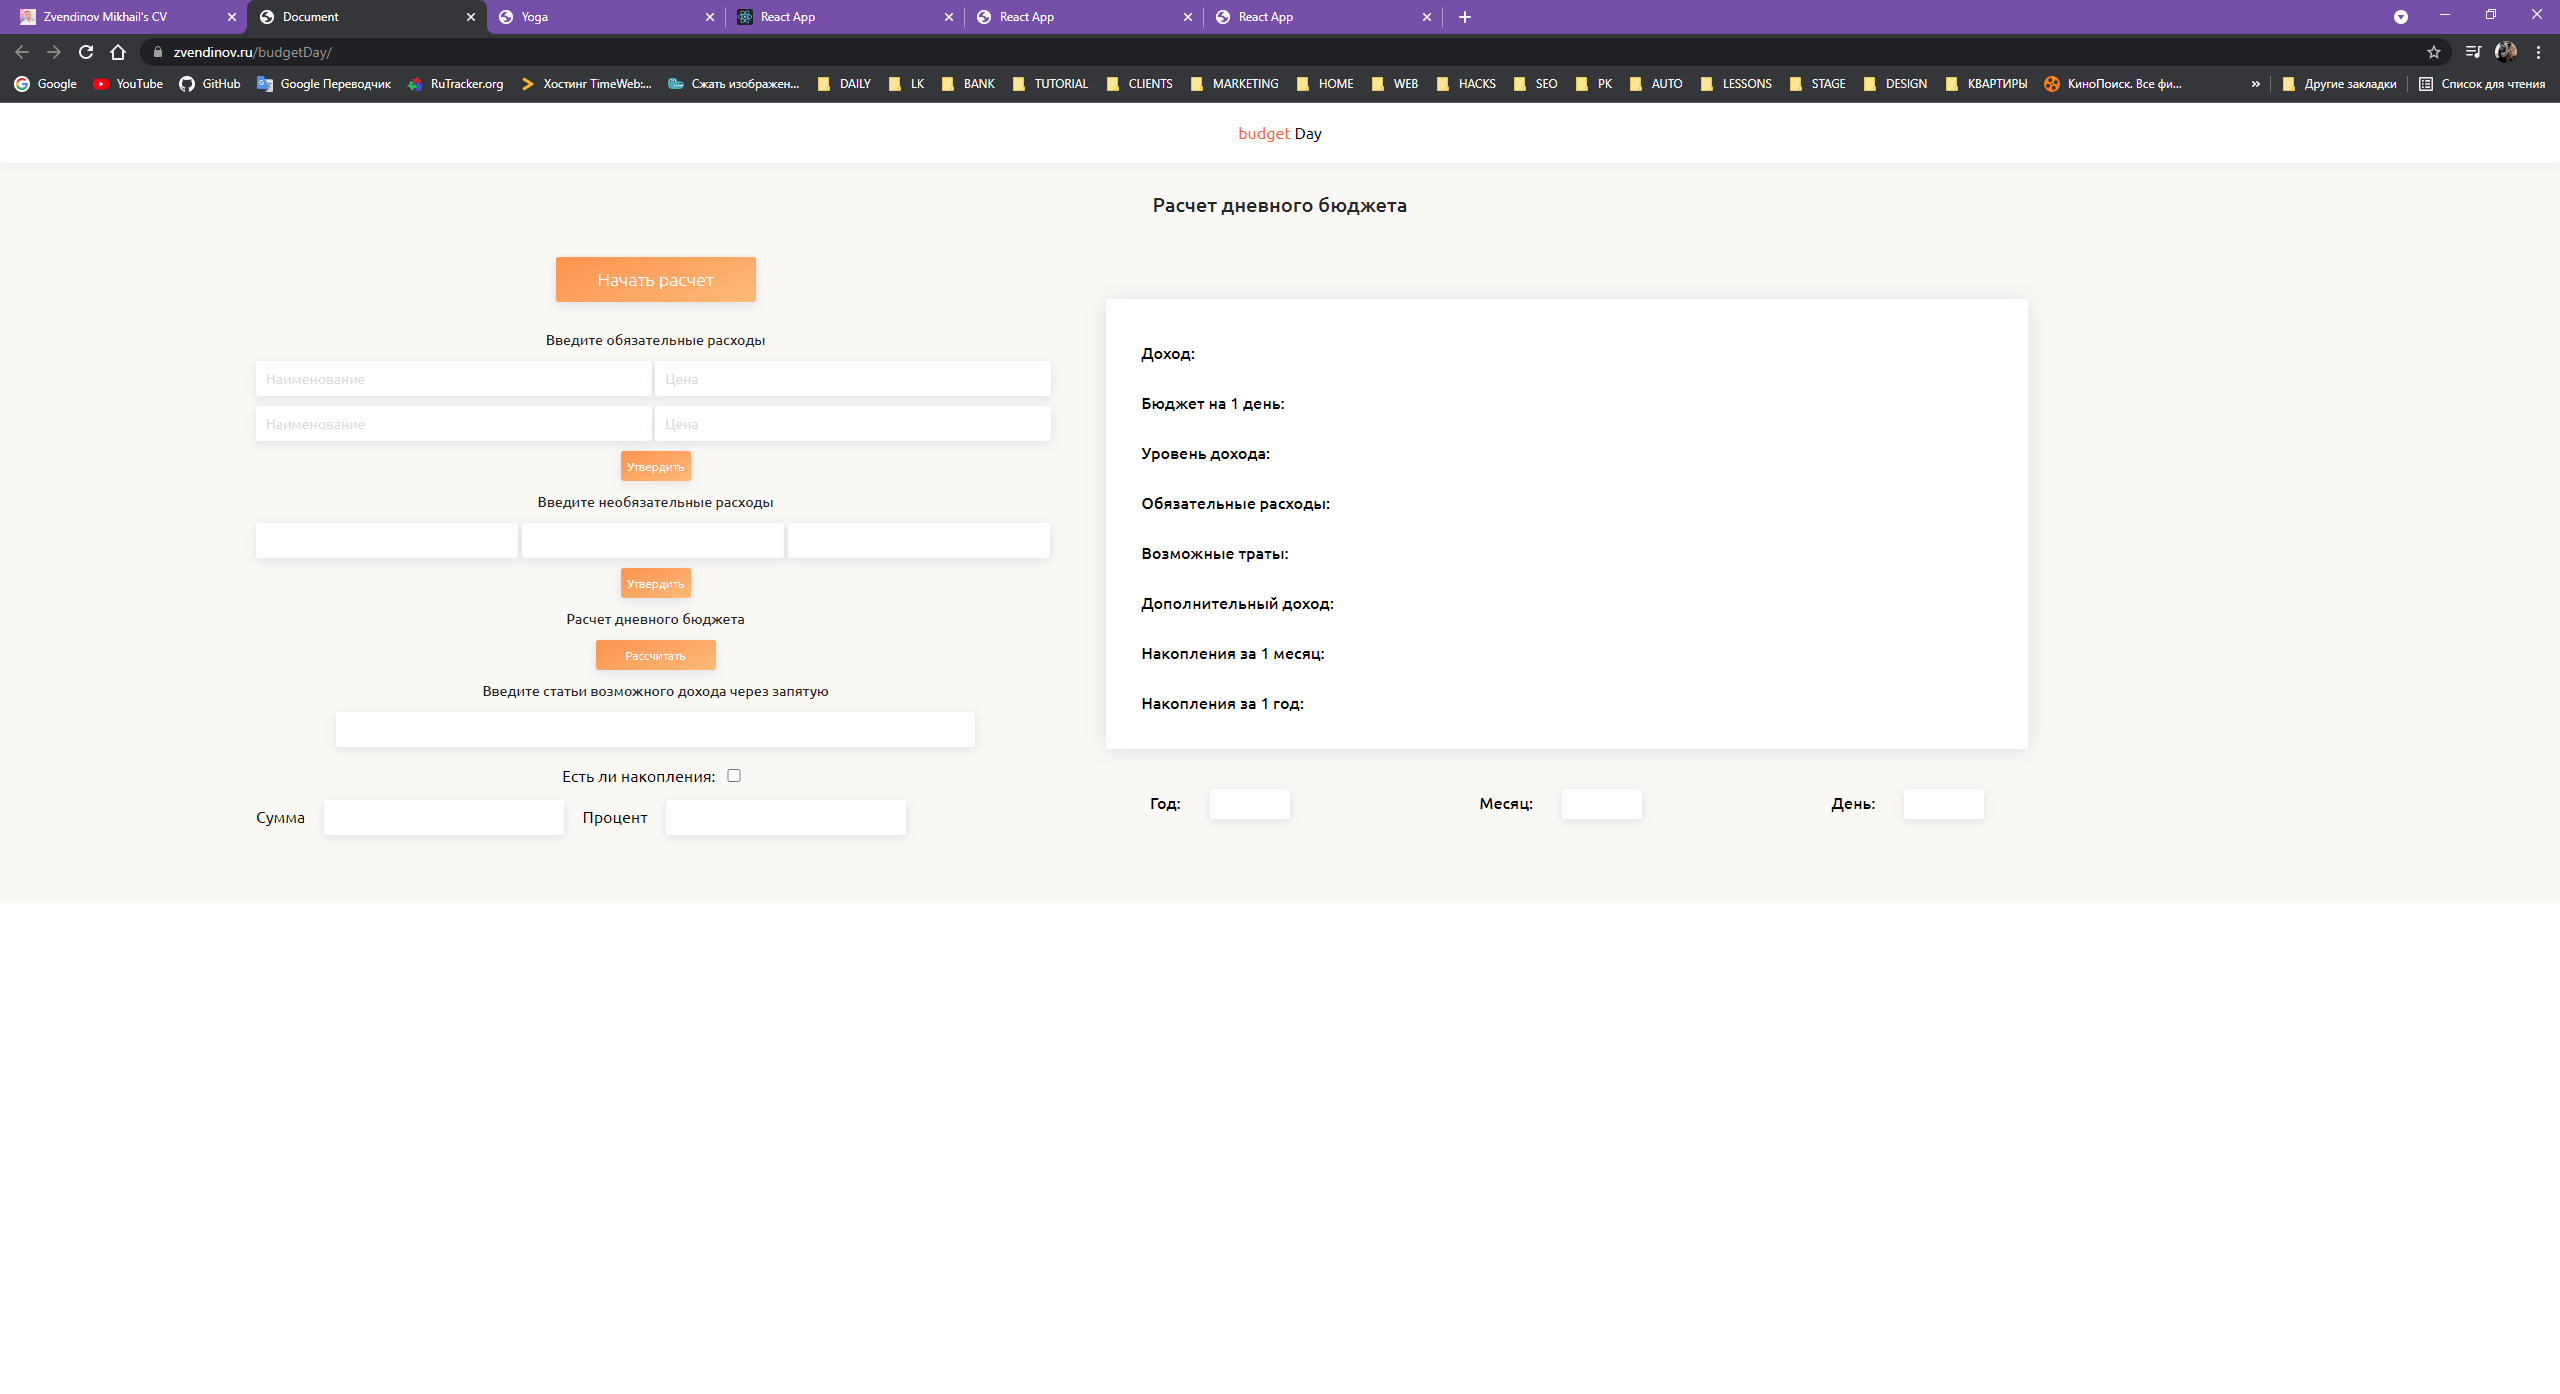 Zvendinov Mikhail's CV
Document
Yoga
React App
React App
React App
zvendinov.ru/budgetDay/
Google
YouTube
GitHub
Google Переводчик
RuTracker.org
Хостинг TimeWeb:...
Сжать изображен...
DAILY
LK
BANK
TUTORIAL
CLIENTS
MARKETING
HOME
WEB
HACKS
SEO
PK
AUTO
LESSONS
STAGE
DESIGN
КВАРТИРЫ
КиноПоиск. Все фи...
»
Другие закладки
Список для чтения
budget Day
Расчет дневного бюджета
Начать расчет
Введите обязательные расходы
Наименование
Цена
Наименование
Цена
Утвердить
Введите необязательные расходы
Утвердить
Расчет дневного бюджета
Рассчитать
Введите статьи возможного дохода через запятую
Есть ли накопления:
Сумма
Процент
Доход:
Бюджет на 1 день:
Уровень дохода:
Обязательные расходы:
Возможные траты:
Дополнительный доход:
Накопления за 1 месяц:
Накопления за 1 год:
Год:
Месяц:
День: